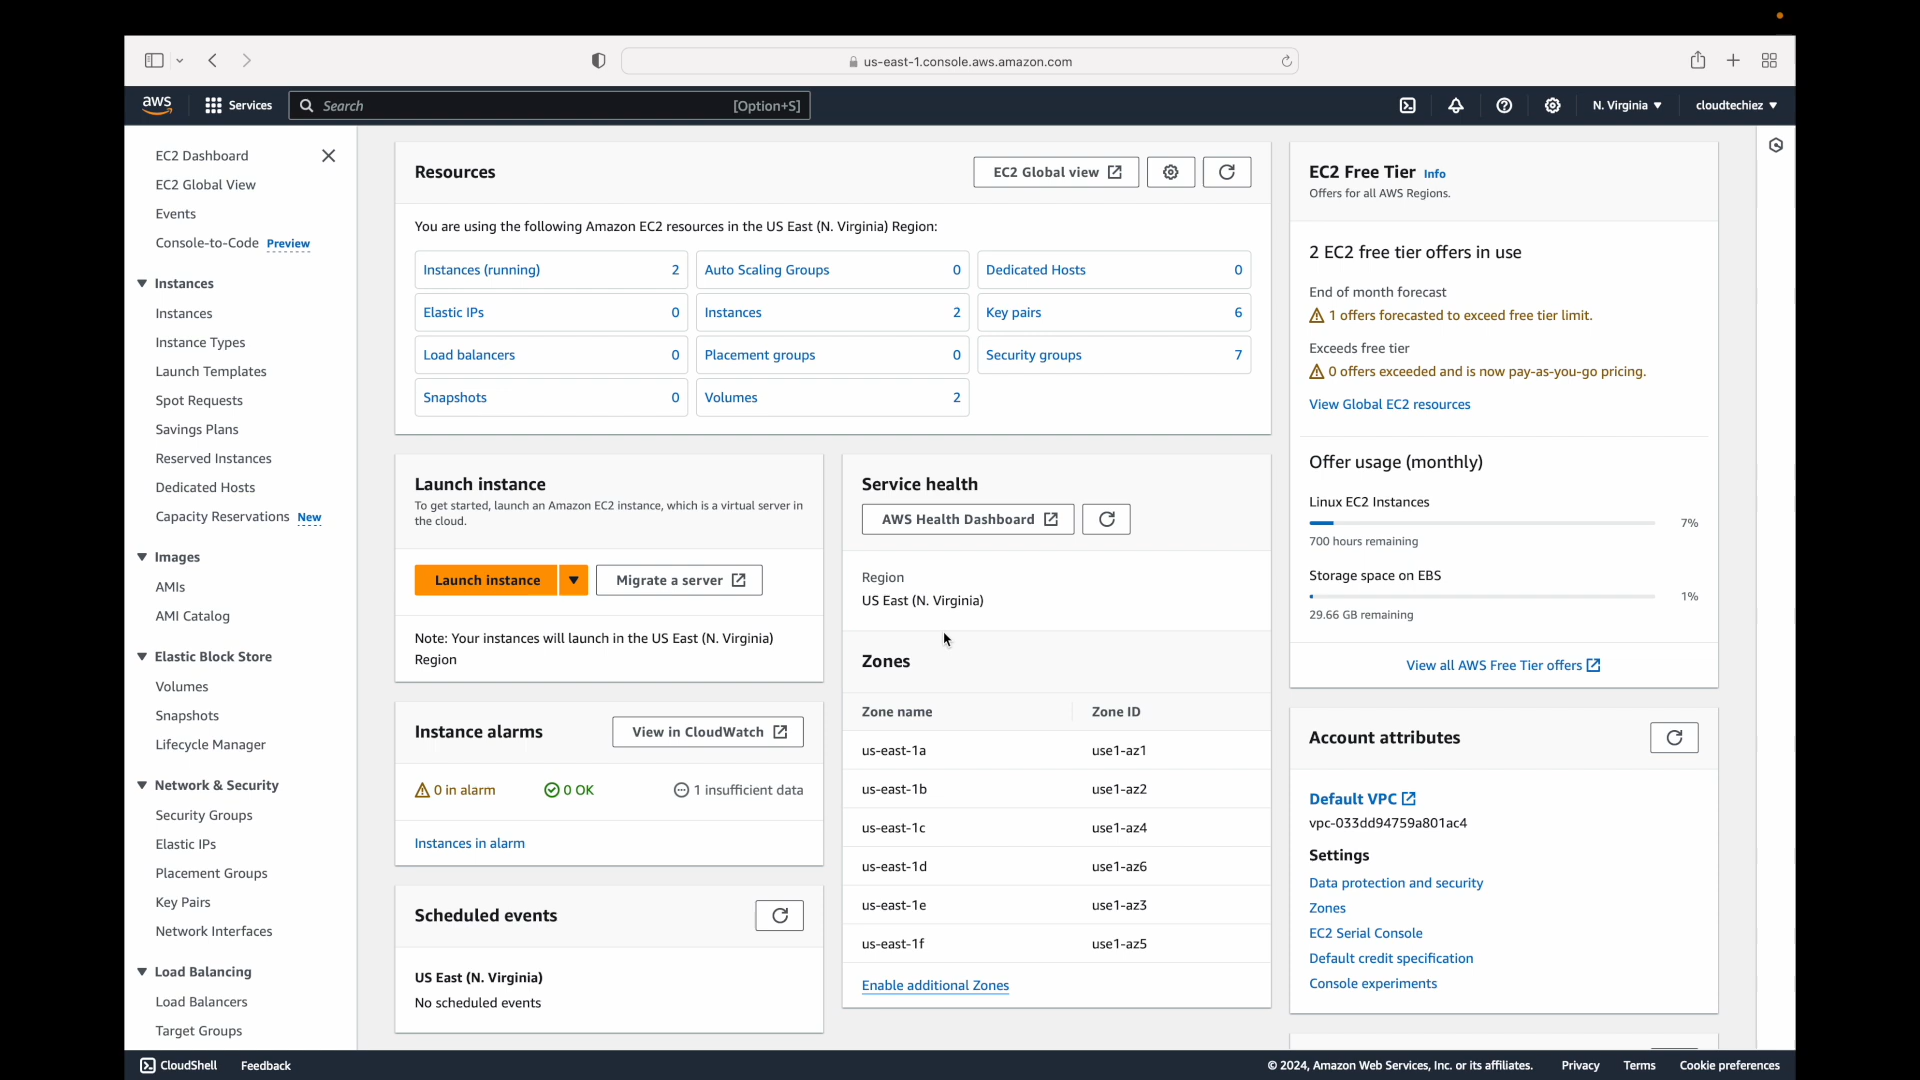 us-east-1.console.aws.amazon.com
aws
Services
Search
[Option+S]
N. Virginia
cloudtechiez
EC2 Dashboard
EC2 Global View
Events
Console-to-Code Preview
Instances
Instances
Instance Types
Launch Templates
Spot Requests
Savings Plans
Reserved Instances
Dedicated Hosts
Capacity Reservations New
Images
AMIs
AMI Catalog
Elastic Block Store
Volumes
Snapshots
Lifecycle Manager
Network & Security
Security Groups
Elastic IPs
Placement Groups
Key Pairs
Network Interfaces
Load Balancing
Load Balancers
Target Groups
Resources
EC2 Global view
You are using the following Amazon EC2 resources in the US East (N. Virginia) Region:
Instances (running) 2
Auto Scaling Groups 0
Dedicated Hosts 0
Elastic IPs 0
Instances 2
Key pairs 6
Load balancers 0
Placement groups 0
Security groups 7
Snapshots 0
Volumes 2
Launch instance
To get started, launch an Amazon EC2 instance, which is a virtual server in
the cloud.
Launch instance
Migrate a server
Note: Your instances will launch in the US East (N. Virginia)
Region
Instance alarms
View in CloudWatch
0 in alarm
0 OK
1 insufficient data
Instances in alarm
Scheduled events
US East (N. Virginia)
No scheduled events
Service health
AWS Health Dashboard
Region
US East (N. Virginia)
Zones
Zone name Zone ID
us-east-1a use1-az1
us-east-1b use1-az2
us-east-1c use1-az4
us-east-1d use1-az6
us-east-1e use1-az3
us-east-1f use1-az5
Enable additional Zones
EC2 Free Tier Info
Offers for all AWS Regions.
2 EC2 free tier offers in use
End of month forecast
1 offers forecasted to exceed free tier limit.
Exceeds free tier
0 offers exceeded and is now pay-as-you-go pricing.
View Global EC2 resources
Offer usage (monthly)
Linux EC2 Instances
7%
700 hours remaining
Storage space on EBS
1%
29.66 GB remaining
View all AWS Free Tier offers
Account attributes
Default VPC
vpc-033dd94759a801ac4
Settings
Data protection and security
Zones
EC2 Serial Console
Default credit specification
Console experiments
CloudShell
Feedback
© 2024, Amazon Web Services, Inc. or its affiliates.
Privacy
Terms
Cookie preferences